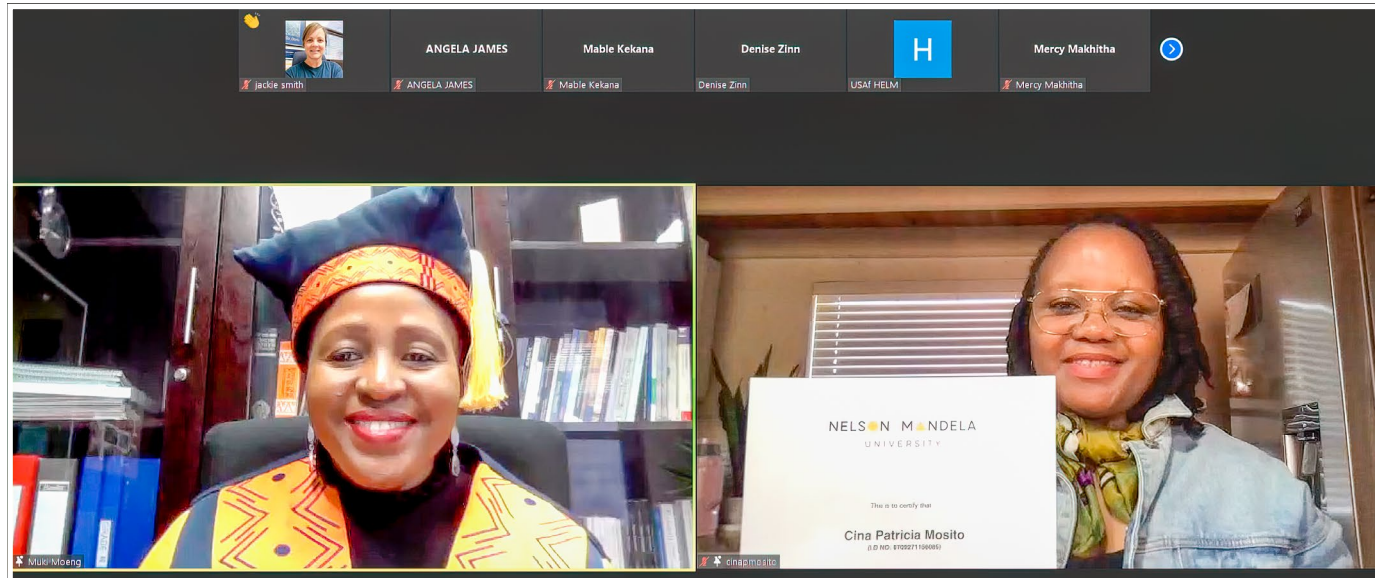 ANGELA JAMES
Mable Kekana
Denise Zinn
H
Mercy Makhitha
jackie smith
ANGELA JAMES
Mable Kekana
Denise Zinn
USAf HELM
Mercy Makhitha
NELSON MANDELA
UNIVERSITY
This is to certify that
Cina Patricia Mosito
Muki Moeng
cinapmosito